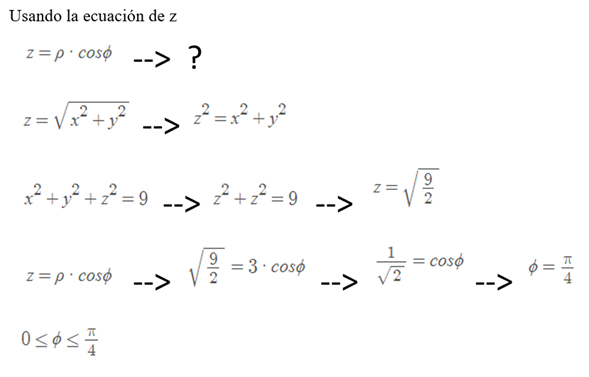 Usando la ecuación de z
z = ρ · cosϕ --> ?
z = √(x² + y²) --> z² = x² + y²
x² + y² + z² = 9 --> z² + z² = 9 --> z = √(9/2)
z = ρ · cosϕ --> √(9/2) = 3 · cosϕ --> 1/√2 = cosϕ --> ϕ = π/4
0 ≤ ϕ ≤ π/4